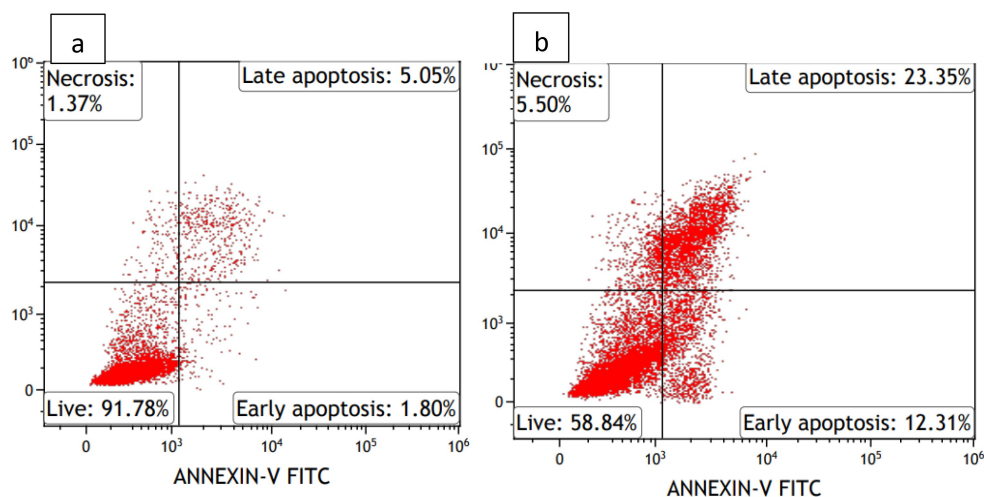 a
10⁶
Necrosis:
1.37%
Late apoptosis: 5.05%
10⁵
10⁴
10³
0
Live: 91.78%
Early apoptosis: 1.80%
0
10³
10⁴
10⁵
10⁶
ANNEXIN-V FITC
b
Necrosis:
5.50%
Late apoptosis: 23.35%
10⁵
10⁴
10³
0
Live: 58.84%
Early apoptosis: 12.31%
0
10³
10⁴
10⁶
10⁶
ANNEXIN-V FITC